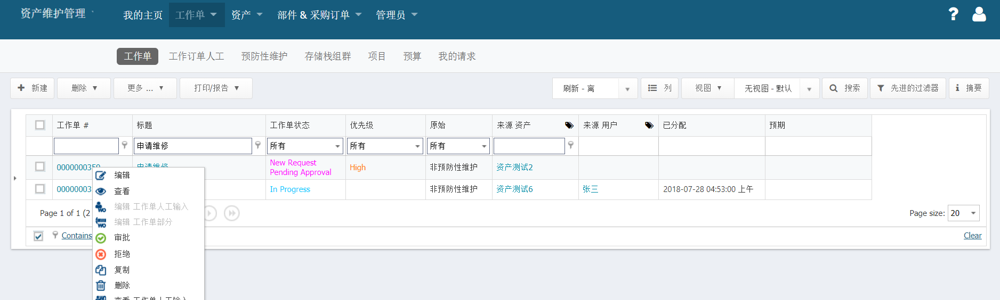 资产维护管理
我的主页 工作单 资产 部件 & 采购订单 管理员
工作单 工作订单人工 预防性维护 存储栈组群 项目 预算 我的请求
新建 删除 更多 ... 打印/报告 刷新 - 离 列 视图 无视图 - 默认 搜索 先进的过滤器 摘要
工作单 # 标题 工作单状态 优先级 原始 来源 资产 来源 用户 已分配 预期
申请维修 所有 所有 所有
0000000359 申请维修 New Request Pending Approval High 非预防性维护 资产测试2
00000003 In Progress 非预防性维护 资产测试6 张三 2018-07-28 04:53:00 上午
Page 1 of 1 (2 Page size: 20
Contains Clear
编辑
查看
编辑 工作单人工输入
编辑 工作单部分
审批
拒绝
复制
删除
查看 工作单人工输入